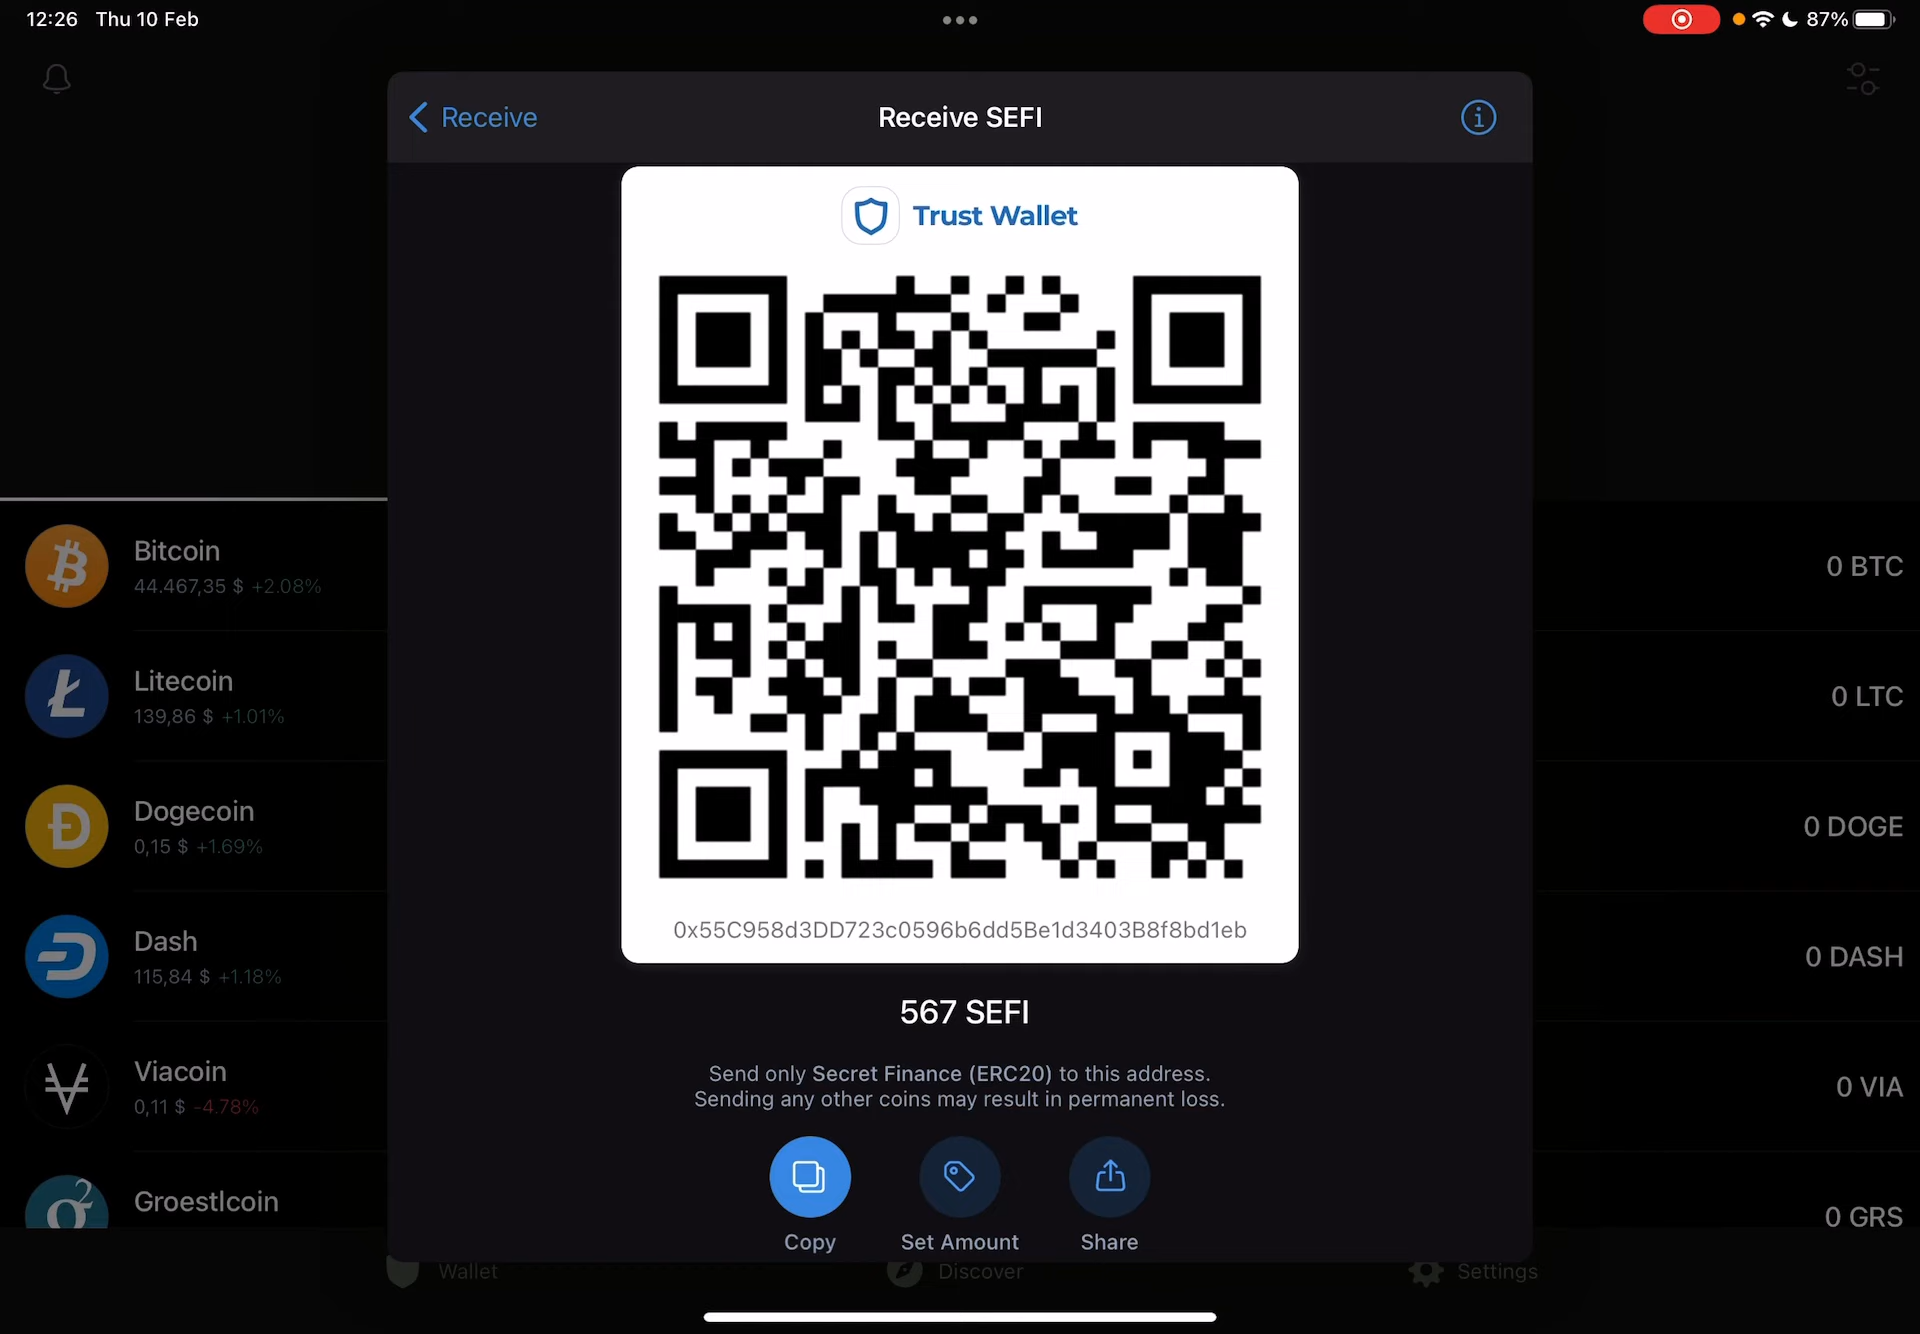 12:26 Thu 10 Feb
87%
Receive
Receive SEFI
Trust Wallet
0x55C958d3DD723c0596b6dd5Be1d3403B8f8bd1eb
567 SEFI
Send only Secret Finance (ERC20) to this address.
Sending any other coins may result in permanent loss.
Copy
Set Amount
Share
Bitcoin
44.467,35 $ +2.08%
0 BTC
Litecoin
139,86 $ +1.01%
0 LTC
Dogecoin
0,15 $ +1.69%
0 DOGE
Dash
115,84 $ +1.18%
0 DASH
Viacoin
0,11 $ -4.78%
0 VIA
Groestlcoin
0 GRS
Wallet
Discover
Settings